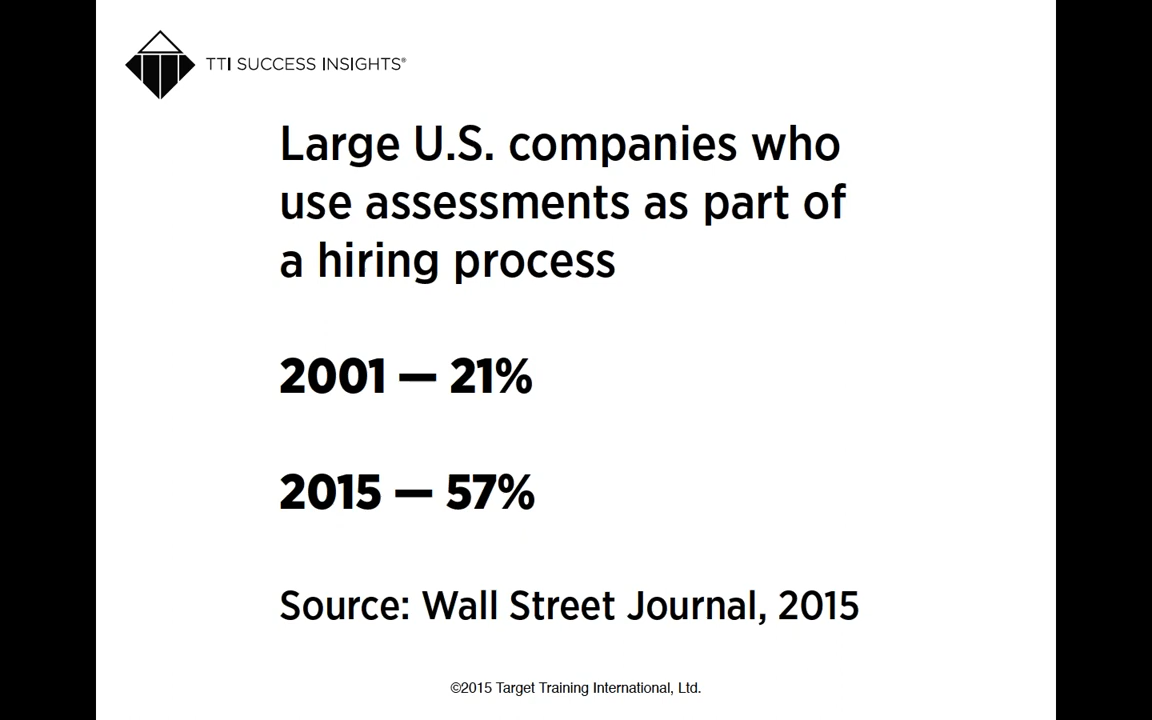 TTI SUCCESS INSIGHTS®
Large U.S. companies who
use assessments as part of
a hiring process
2001 — 21%
2015 — 57%
Source: Wall Street Journal, 2015
©2015 Target Training International, Ltd.